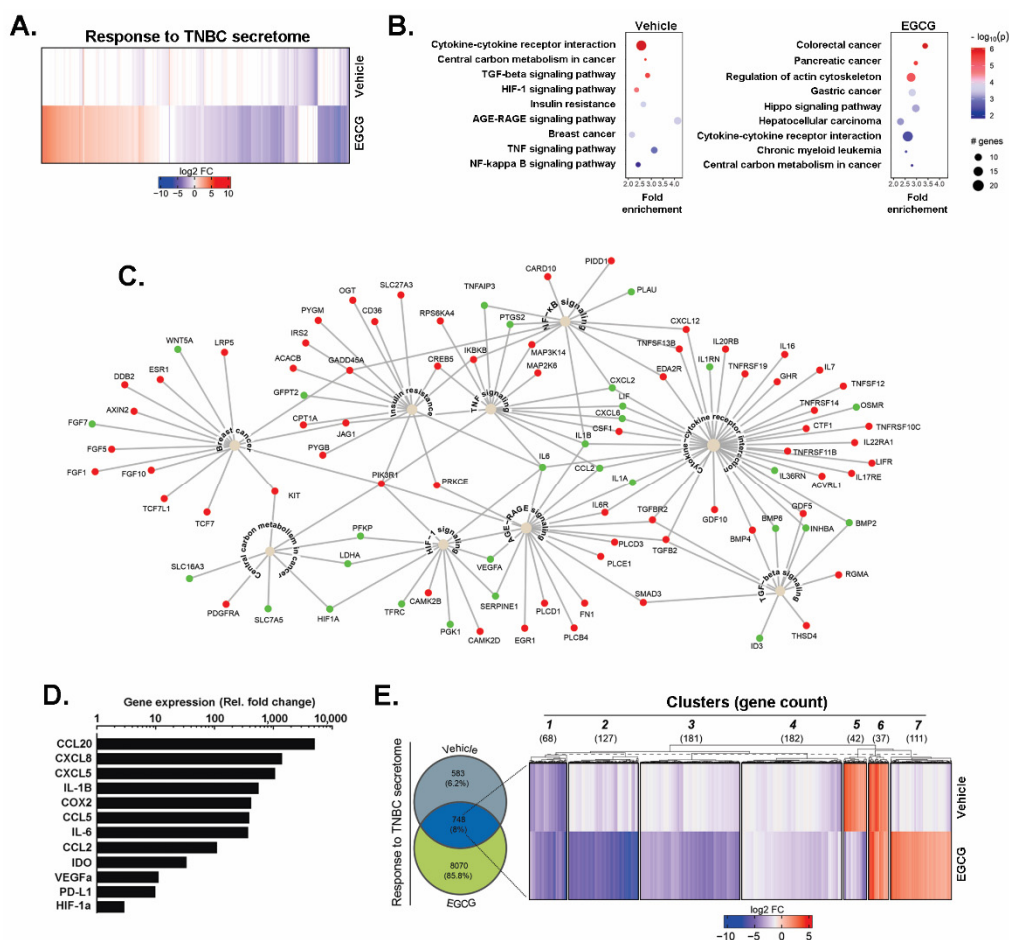 A.
Response to TNBC secretome
Vehicle
EGCG
log2 FC
−10 −5 0 5 10
B.
Vehicle
Cytokine-cytokine receptor interaction
Central carbon metabolism in cancer
TGF-beta signaling pathway
HIF-1 signaling pathway
Insulin resistance
AGE-RAGE signaling pathway
Breast cancer
TNF signaling pathway
NF-kappa B signaling pathway
2.0 2.5 3.0 3.5 4.0
Fold
enrichement
EGCG
Colorectal cancer
Pancreatic cancer
Regulation of actin cytoskeleton
Gastric cancer
Hippo signaling pathway
Hepatocellular carcinoma
Cytokine-cytokine receptor interaction
Chronic myeloid leukemia
Central carbon metabolism in cancer
2.0 2.5 3.0 3.5 4.0
Fold
enrichement
- log10(p)
6
5
4
3
2
# genes
10
15
20
C.
PIDD1
CARD10
SLC27A3
TNFAIP3
PLAU
OGT
CD36
RPS6KA4
PTGS2
NF-κB signaling
PYGM
CXCL12
WNT5A
LRP5
IRS2
IKBKB
MAP3K14
TNFSF13B
IL20RB
IL16
ESR1
ACACB
GADD45A
CREB5
MAP2K6
EDA2R
IL1RN
TNFRSF19
IL7
DDB2
GHR
TNFSF12
AXIN2
GFPT2
Insulin resistance
TNF signaling
CXCL2
LIF
TNFRSF14
OSMR
FGF7
CPT1A
JAG1
CXCL6
CSF1
CTF1
TNFRSF10C
Breast cancer
PYGB
IL1B
Cytokine-cytokine receptor interaction
IL22RA1
FGF5
TNFRSF11B
LIFR
FGF1
FGF10
IL6
CCL2
IL36RN
ACVRL1
IL17RE
PIK3R1
PRKCE
IL1A
TCF7L1
TCF7
KIT
IL6R
TGFBR2
GDF10
BMP6
GDF5
INHBA
BMP2
PFKP
HIF-1 signaling
AGE-RAGE signaling
PLCD3
TGFB2
BMP4
Central carbon metabolism in cancer
LDHA
VEGFA
PLCE1
SLC16A3
TGF-beta signaling
RGMA
PDGFRA
SLC7A5
HIF1A
TFRC
CAMK2B
SERPINE1
PLCD1
FN1
SMAD3
PGK1
CAMK2D
EGR1
PLCB4
ID3
THSD4
D.
Gene expression (Rel. fold change)
1 10 100 1,000 10,000
CCL20
CXCL8
CXCL5
IL-1B
COX2
CCL5
IL-6
CCL2
IDO
VEGFa
PD-L1
HIF-1a
E.
Response to TNBC secretome
Vehicle
583
(6.2%)
748
(8%)
8070
(85.8%)
EGCG
Clusters (gene count)
1 2 3 4 5 6 7
(68) (127) (181) (182) (42) (37) (111)
Vehicle
EGCG
log2 FC
−10 −5 0 5